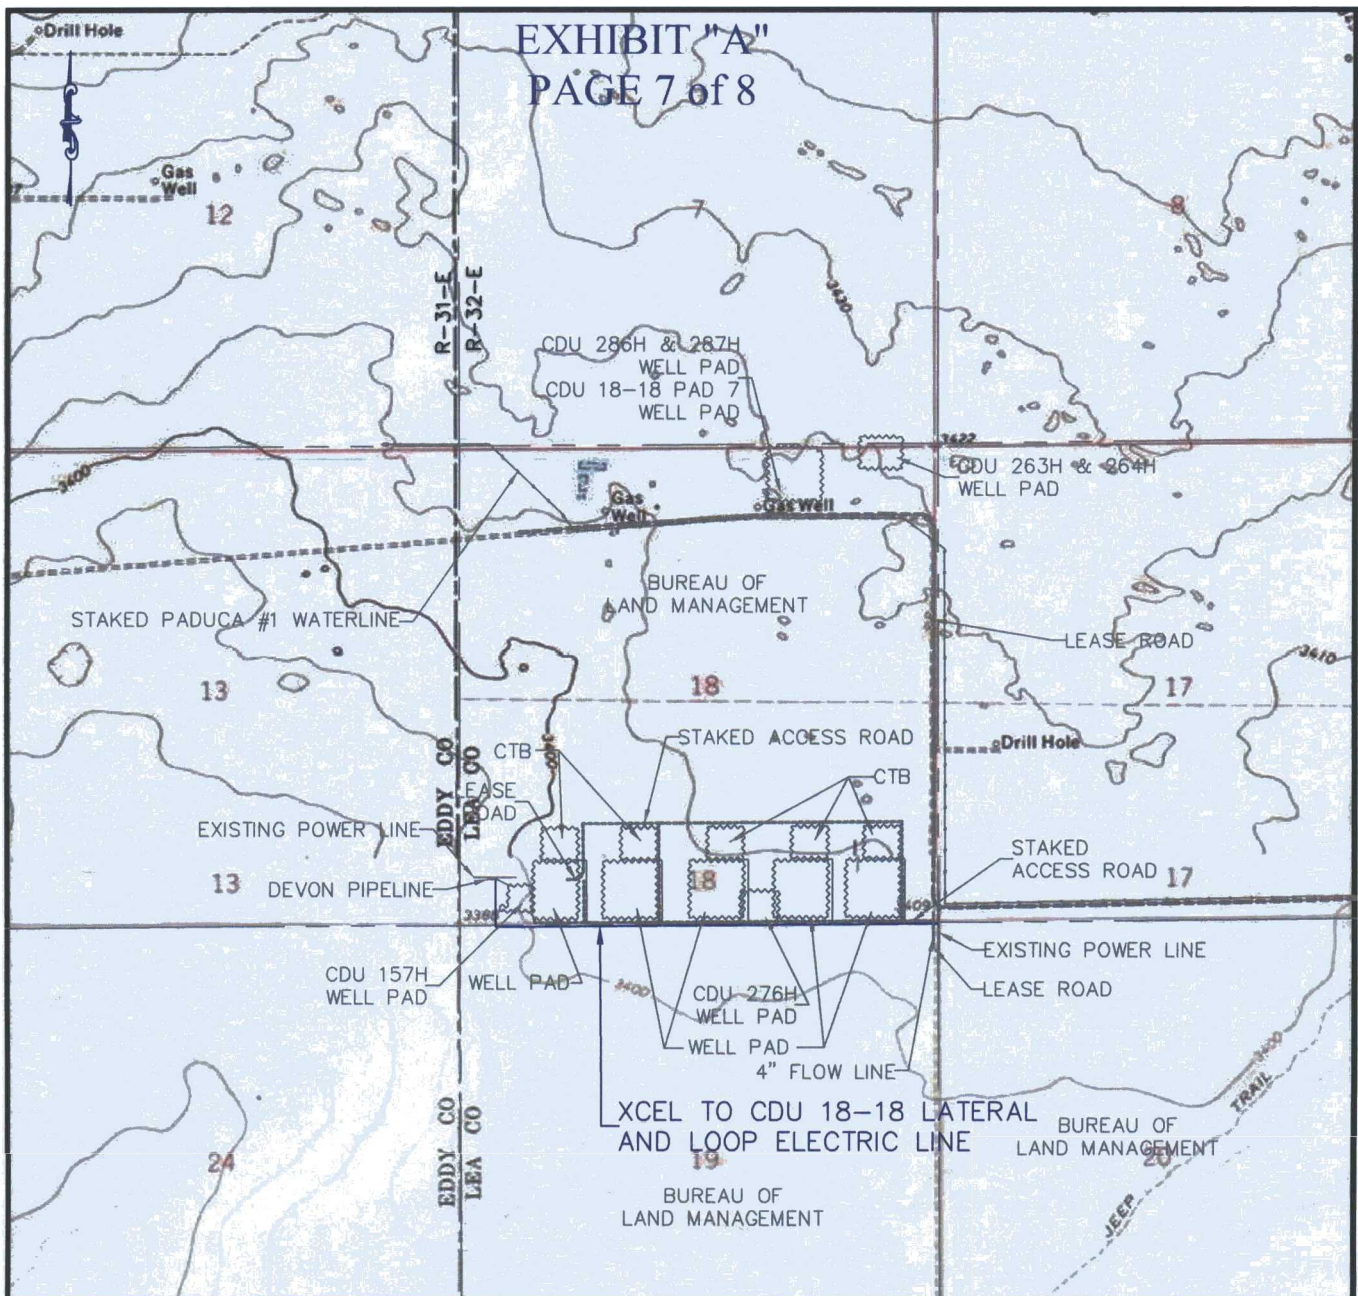 EXHIBIT "A"
PAGE 7 of 8
Drill Hole
Gas
Well
12
7
8
R-31-E
R-32-E
3430
CDU 286H & 287H
WELL PAD
CDU 18-18 PAD 7
WELL PAD
3422
3400
CDU 263H & 264H
WELL PAD
Gas
Well
Gas Well
BUREAU OF
LAND MANAGEMENT
STAKED PADUCA #1 WATERLINE
LEASE ROAD
3410
13
18
17
STAKED ACCESS ROAD
Drill Hole
CTB
3400
CTB
EDDY CO
LEA CO
LEASE
ROAD
EXISTING POWER LINE
STAKED
ACCESS ROAD
13
DEVON PIPELINE
18
17
409
EXISTING POWER LINE
CDU 157H
WELL PAD
WELL PAD
3400
CDU 276H
WELL PAD
LEASE ROAD
WELL PAD
3400
4" FLOW LINE
TRAIL
XCEL TO CDU 18-18 LATERAL
AND LOOP ELECTRIC LINE
EDDY CO
LEA CO
BUREAU OF
LAND MANAGEMENT
24
19
20
BUREAU OF
LAND MANAGEMENT
JEEP